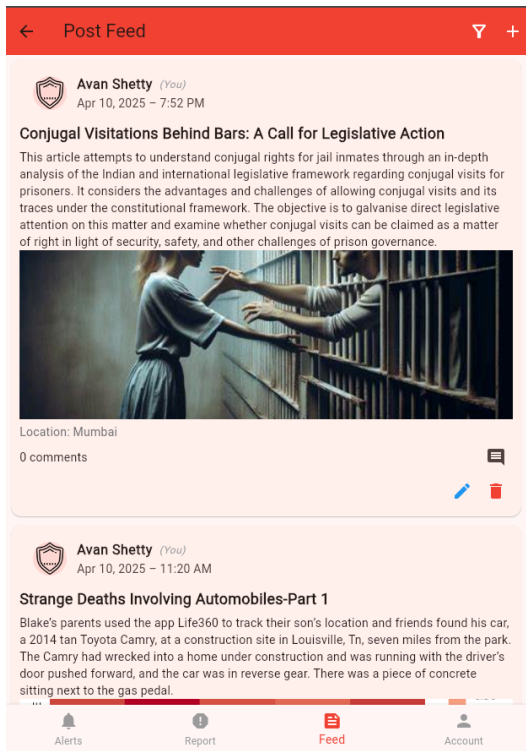 Post Feed
Avan Shetty (You)
Apr 10, 2025 – 7:52 PM
Conjugal Visitations Behind Bars: A Call for Legislative Action
This article attempts to understand conjugal rights for jail inmates through an in-depth
analysis of the Indian and international legislative framework regarding conjugal visits for
prisoners. It considers the advantages and challenges of allowing conjugal visits and its
traces under the constitutional framework. The objective is to galvanise direct legislative
attention on this matter and examine whether conjugal visits can be claimed as a matter
of right in light of security, safety, and other challenges of prison governance.
Location: Mumbai
0 comments
Avan Shetty (You)
Apr 10, 2025 – 11:20 AM
Strange Deaths Involving Automobiles-Part 1
Blake's parents used the app Life360 to track their son's location and friends found his car,
a 2014 tan Toyota Camry, at a construction site in Louisville, Tn, seven miles from the park.
The Camry had wrecked into a home under construction and was running with the driver's
door pushed forward, and the car was in reverse gear. There was a piece of concrete
sitting next to the gas pedal.
Alerts Report Feed Account